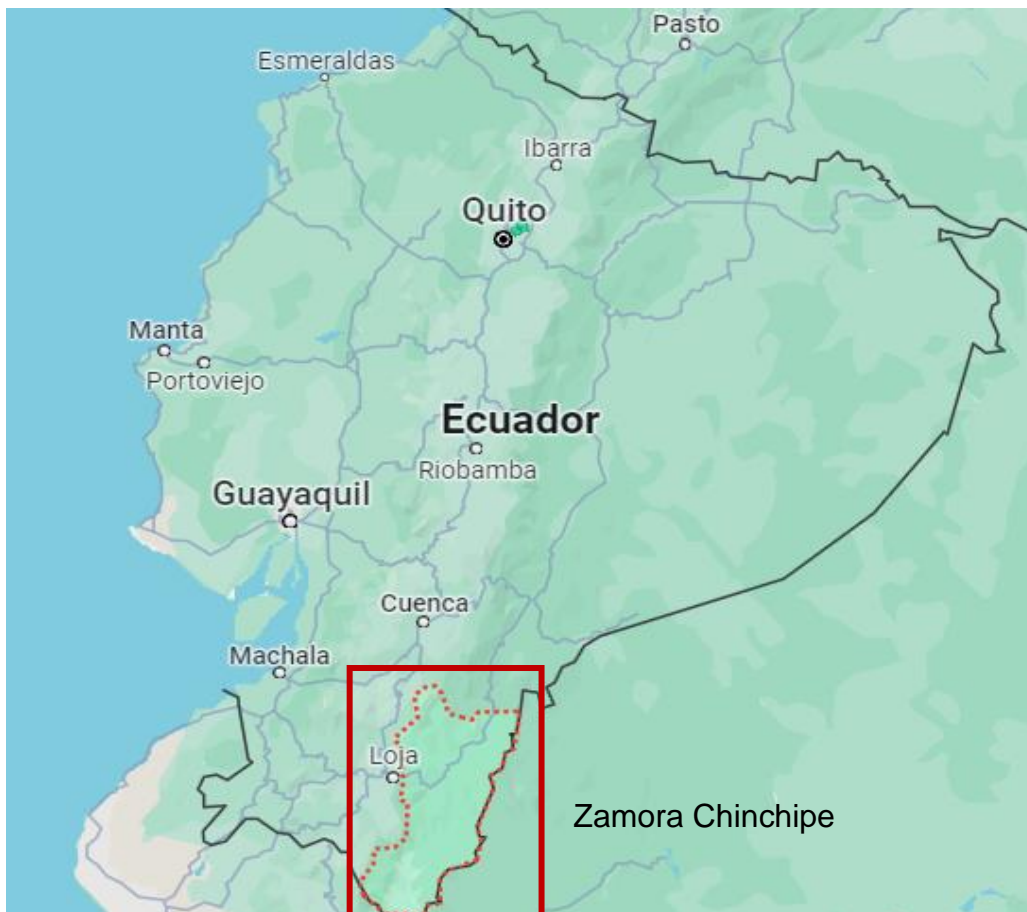 Pasto
Esmeraldas
Ibarra
Quito
Manta
Portoviejo
Ecuador
Riobamba
Guayaquil
Cuenca
Machala
Loja
Zamora Chinchipe